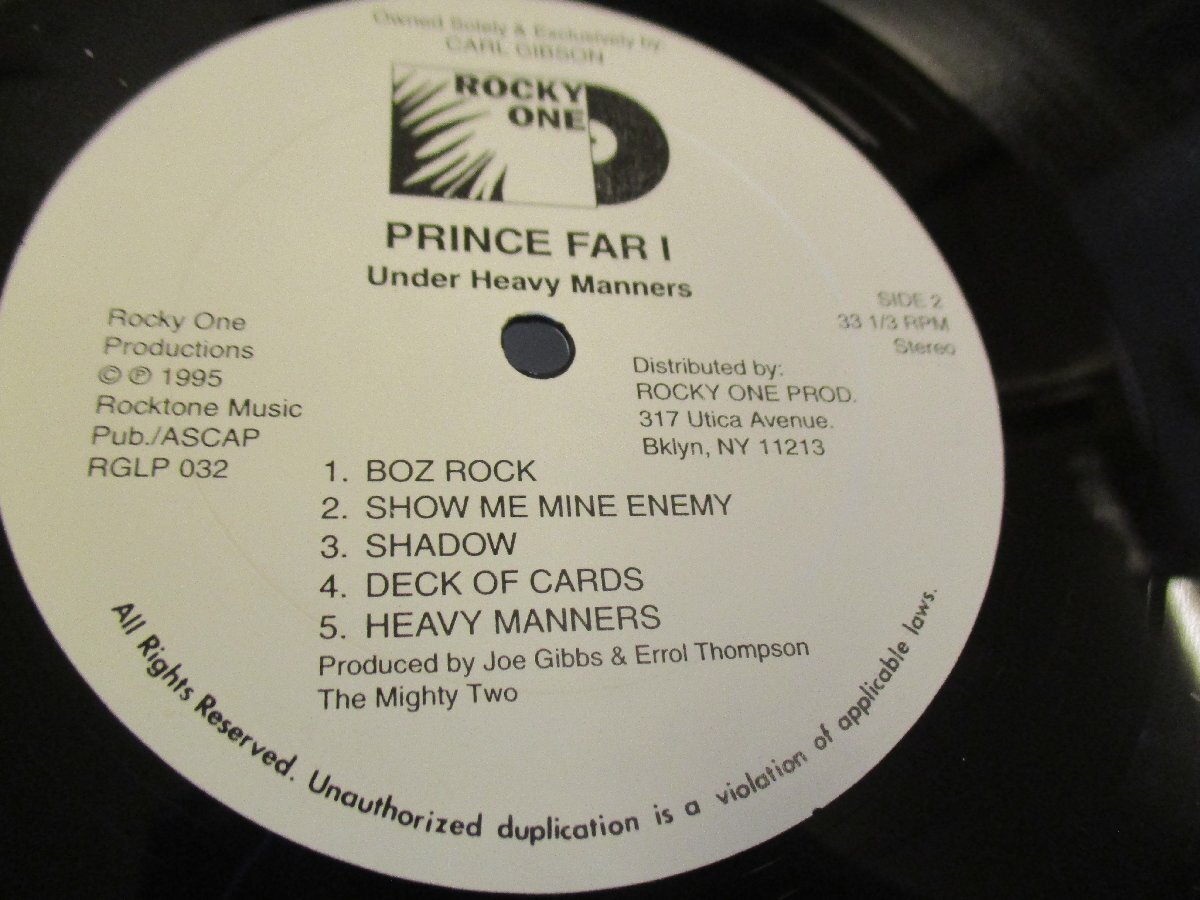 Owned Solely & Exclusively by:
CARL GIBSON
ROCKY
ONE
PRINCE FAR I
Under Heavy Manners
Rocky One
Productions
© ℗ 1995
Rocktone Music
Pub./ASCAP
RGLP 032
SIDE 2
33 1/3 RPM
Stereo
Distributed by:
ROCKY ONE PROD.
317 Utica Avenue.
Bklyn, NY 11213
1. BOZ ROCK
2. SHOW ME MINE ENEMY
3. SHADOW
4. DECK OF CARDS
5. HEAVY MANNERS
Produced by Joe Gibbs & Errol Thompson
The Mighty Two
All Rights Reserved. Unauthorized duplication is a violation of applicable laws.